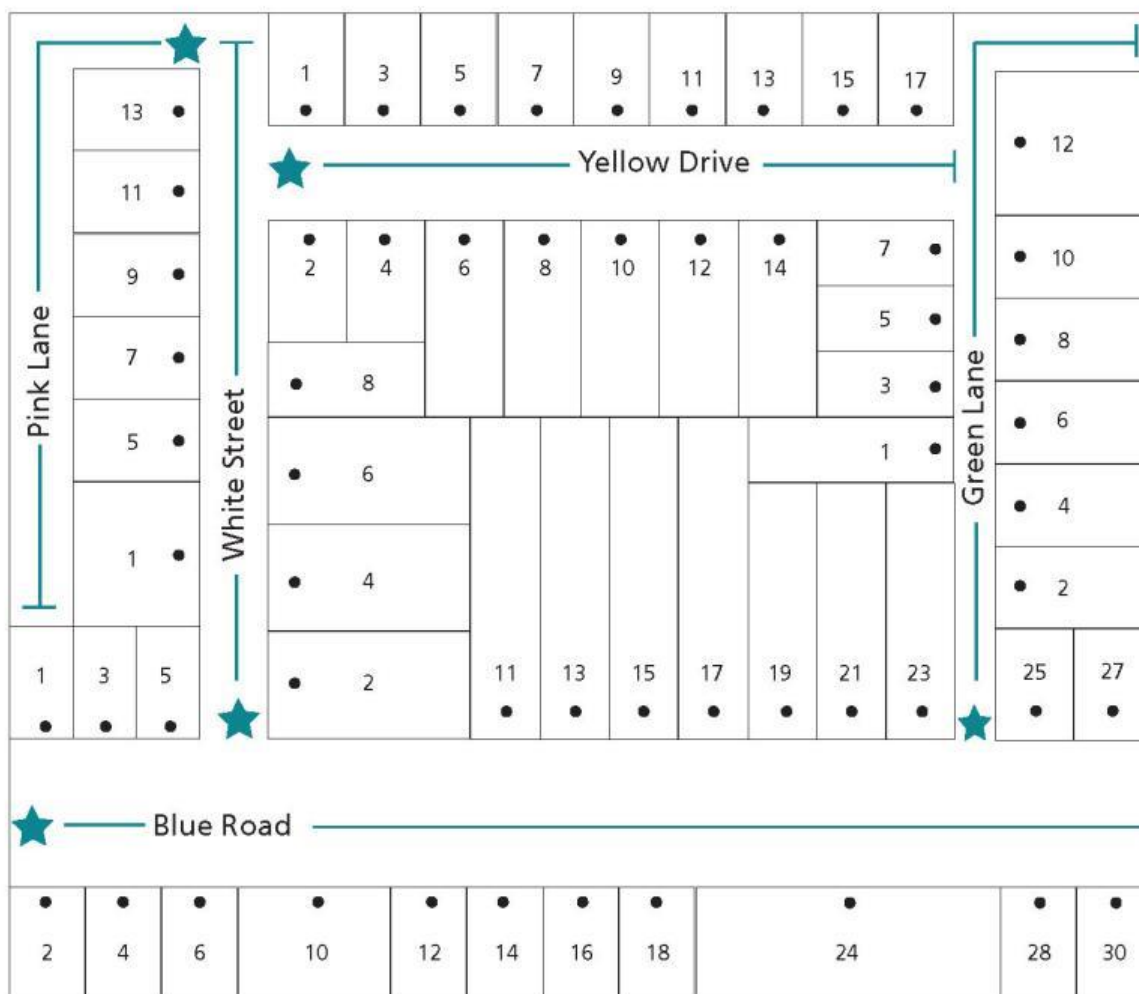 1 3 5 7 9 11 13 15 17
Yellow Drive
13
11
9
7
5
1
Pink Lane
White Street
2 4 6 8 10 12 14
7
5
3
1
8
6
4
2
Green Lane
12
10
8
6
4
2
1 3 5
11 13 15 17 19 21 23
25 27
Blue Road
2 4 6 10 12 14 16 18 24 28 30